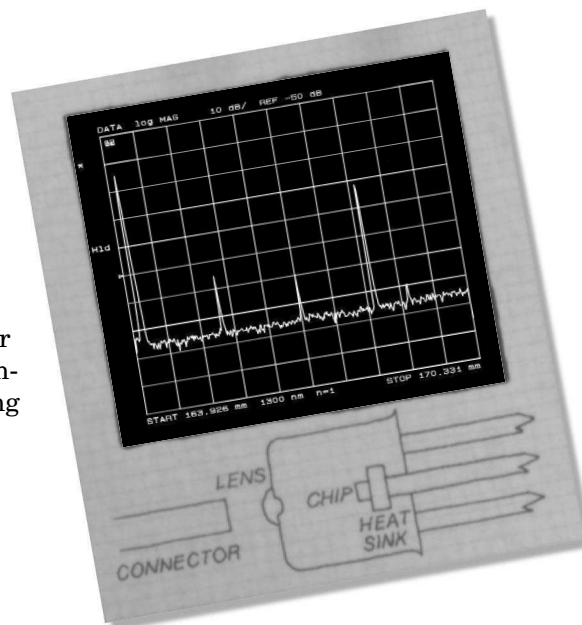 DATA log MAG 10 dB/ REF -50 dB
Hld
START 163.926 mm 1300 nm n=1 STOP 170.331 mm
r
n-
ng
LENS
CHIP
HEAT
SINK
CONNECTOR